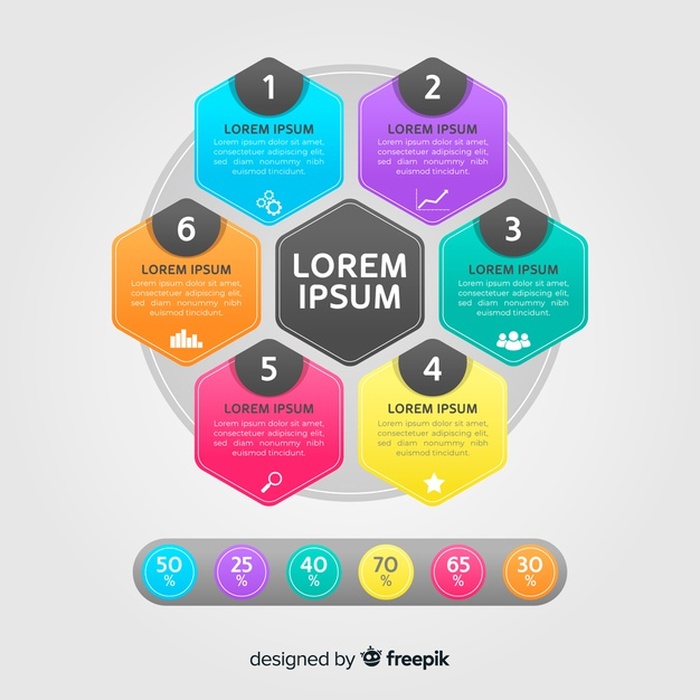 1
LOREM IPSUM
Lorem ipsum dolor sit amet,
consectetuer adipiscing elit,
sed diam nonummy nibh
euismod tincidunt.
2
LOREM IPSUM
Lorem ipsum dolor sit amet,
consectetuer adipiscing elit,
sed diam nonummy nibh
euismod tincidunt.
3
LOREM IPSUM
Lorem ipsum dolor sit amet,
consectetuer adipiscing elit,
sed diam nonummy nibh
euismod tincidunt.
4
LOREM IPSUM
Lorem ipsum dolor sit amet,
consectetuer adipiscing elit,
sed diam nonummy nibh
euismod tincidunt.
5
LOREM IPSUM
Lorem ipsum dolor sit amet,
consectetuer adipiscing elit,
sed diam nonummy nibh
euismod tincidunt.
6
LOREM IPSUM
Lorem ipsum dolor sit amet,
consectetuer adipiscing elit,
sed diam nonummy nibh
euismod tincidunt.
LOREM
IPSUM
50
%
25
%
40
%
70
%
65
%
30
%
designed by freepik